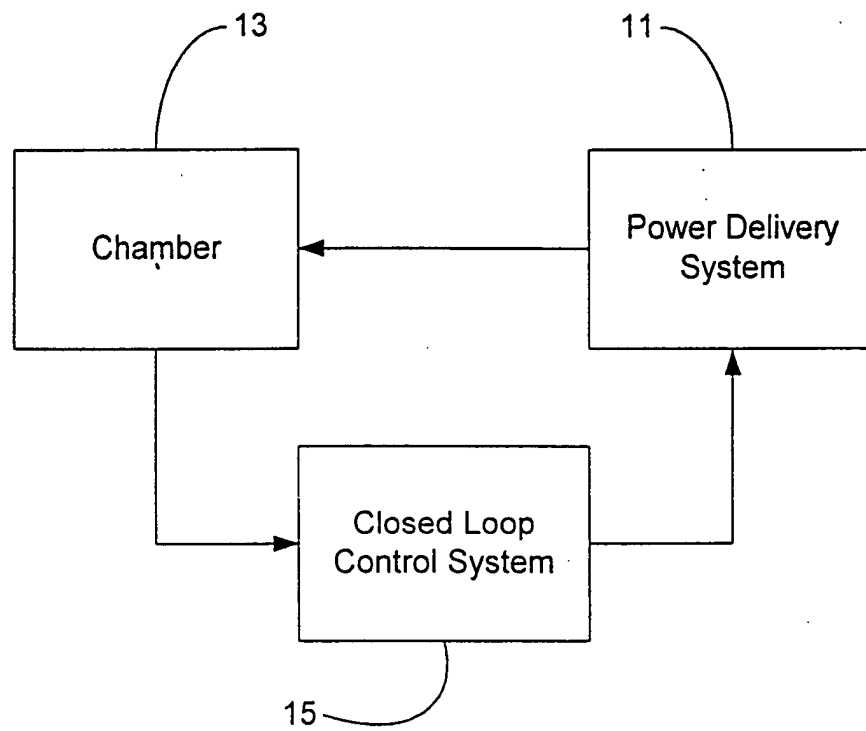 13
11
Chamber
Power Delivery
System
Closed Loop
Control System
15